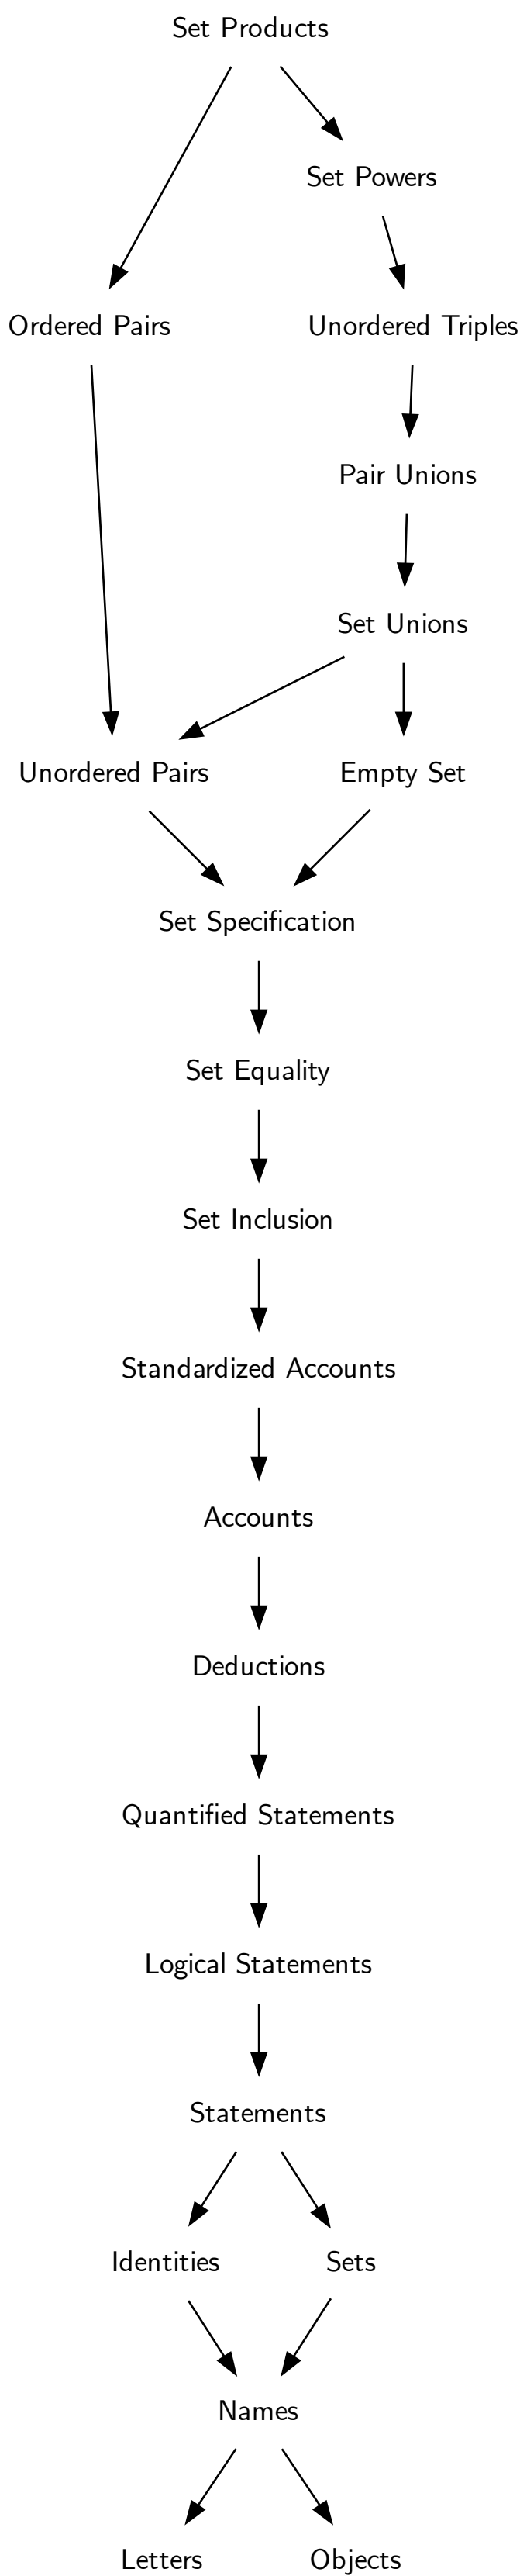 Set Products
Set Powers
Ordered Pairs
Unordered Triples
Pair Unions
Set Unions
Unordered Pairs
Empty Set
Set Specification
Set Equality
Set Inclusion
Standardized Accounts
Accounts
Deductions
Quantified Statements
Logical Statements
Statements
Identities
Sets
Names
Letters
Objects